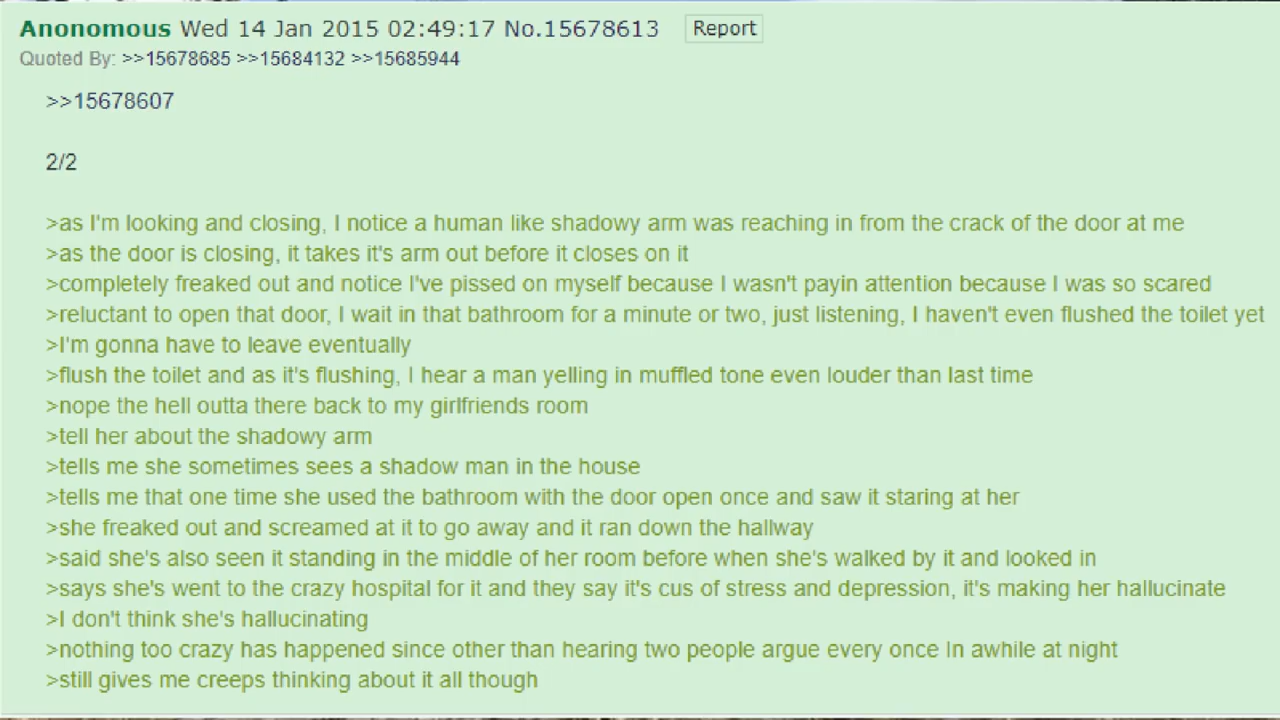 Anonomous Wed 14 Jan 2015 02:49:17 No.15678613 Report
Quoted By: >>15678685 >>15684132 >>15685944
>>15678607
2/2
>as I'm looking and closing, I notice a human like shadowy arm was reaching in from the crack of the door at me
>as the door is closing, it takes it's arm out before it closes on it
>completely freaked out and notice I've pissed on myself because I wasn't payin attention because I was so scared
>reluctant to open that door, I wait in that bathroom for a minute or two, just listening, I haven't even flushed the toilet yet
>I'm gonna have to leave eventually
>flush the toilet and as it's flushing, I hear a man yelling in muffled tone even louder than last time
>nope the hell outta there back to my girlfriends room
>tell her about the shadowy arm
>tells me she sometimes sees a shadow man in the house
>tells me that one time she used the bathroom with the door open once and saw it staring at her
>she freaked out and screamed at it to go away and it ran down the hallway
>said she's also seen it standing in the middle of her room before when she's walked by it and looked in
>says she's went to the crazy hospital for it and they say it's cus of stress and depression, it's making her hallucinate
>I don't think she's hallucinating
>nothing too crazy has happened since other than hearing two people argue every once In awhile at night
>still gives me creeps thinking about it all though